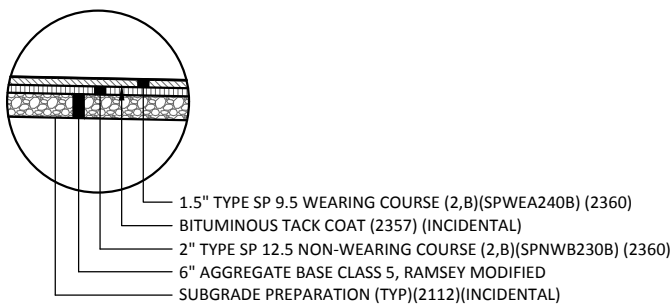 1.5" TYPE SP 9.5 WEARING COURSE (2,B)(SPWEA240B) (2360)
BITUMINOUS TACK COAT (2357) (INCIDENTAL)
2" TYPE SP 12.5 NON-WEARING COURSE (2,B)(SPNWB230B) (2360)
6" AGGREGATE BASE CLASS 5, RAMSEY MODIFIED
SUBGRADE PREPARATION (TYP)(2112)(INCIDENTAL)